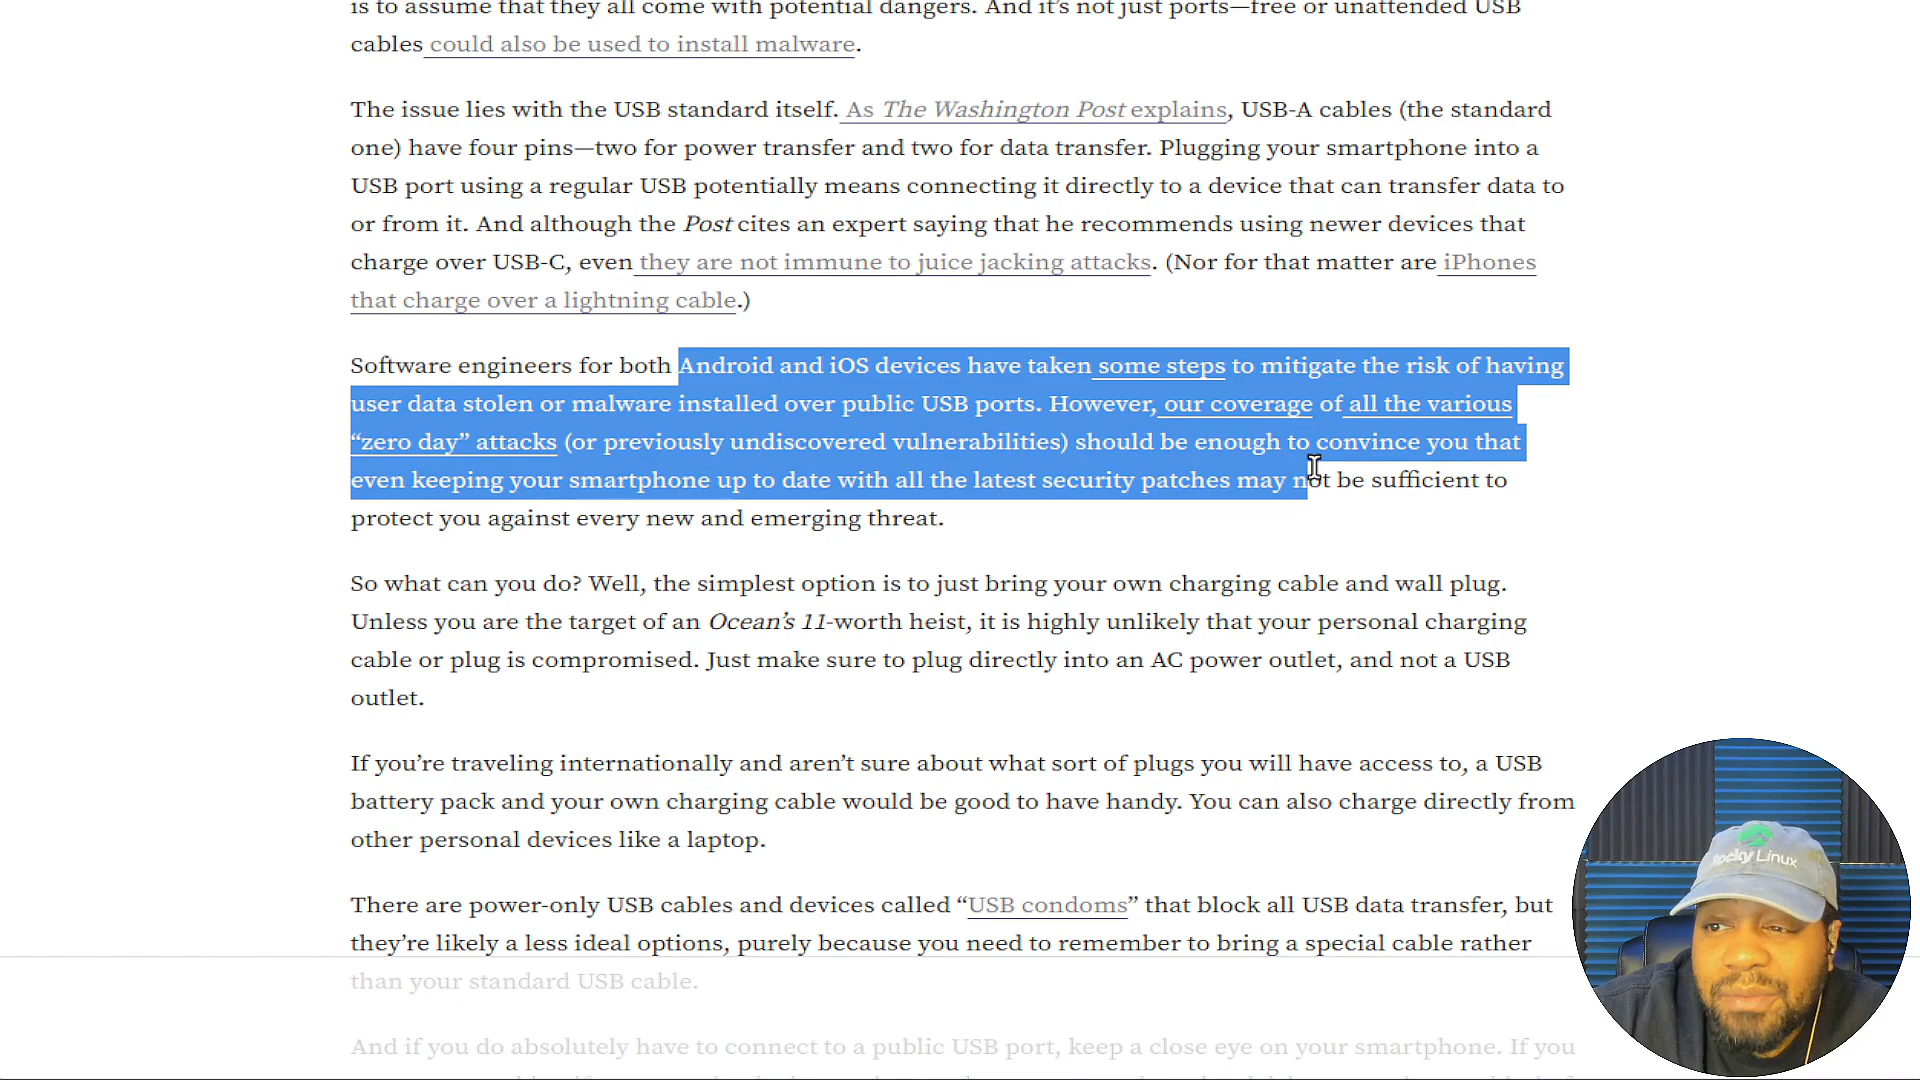 is to assume that they all come with potential dangers. And it's not just ports—free or unattended USB
cables could also be used to install malware.
The issue lies with the USB standard itself. As The Washington Post explains, USB-A cables (the standard
one) have four pins—two for power transfer and two for data transfer. Plugging your smartphone into a
USB port using a regular USB potentially means connecting it directly to a device that can transfer data to
or from it. And although the Post cites an expert saying that he recommends using newer devices that
charge over USB-C, even they are not immune to juice jacking attacks. (Nor for that matter are iPhones
that charge over a lightning cable.)
Software engineers for both Android and iOS devices have taken some steps to mitigate the risk of having
user data stolen or malware installed over public USB ports. However, our coverage of all the various
“zero day” attacks (or previously undiscovered vulnerabilities) should be enough to convince you that
even keeping your smartphone up to date with all the latest security patches may not be sufficient to
protect you against every new and emerging threat.
So what can you do? Well, the simplest option is to just bring your own charging cable and wall plug.
Unless you are the target of an Ocean’s 11-worth heist, it is highly unlikely that your personal charging
cable or plug is compromised. Just make sure to plug directly into an AC power outlet, and not a USB
outlet.
If you’re traveling internationally and aren’t sure about what sort of plugs you will have access to, a USB
battery pack and your own charging cable would be good to have handy. You can also charge directly from
other personal devices like a laptop.
There are power-only USB cables and devices called “USB condoms” that block all USB data transfer, but
they’re likely a less ideal options, purely because you need to remember to bring a special cable rather
than your standard USB cable.
And if you do absolutely have to connect to a public USB port, keep a close eye on your smartphone. If you
Rocky Linux